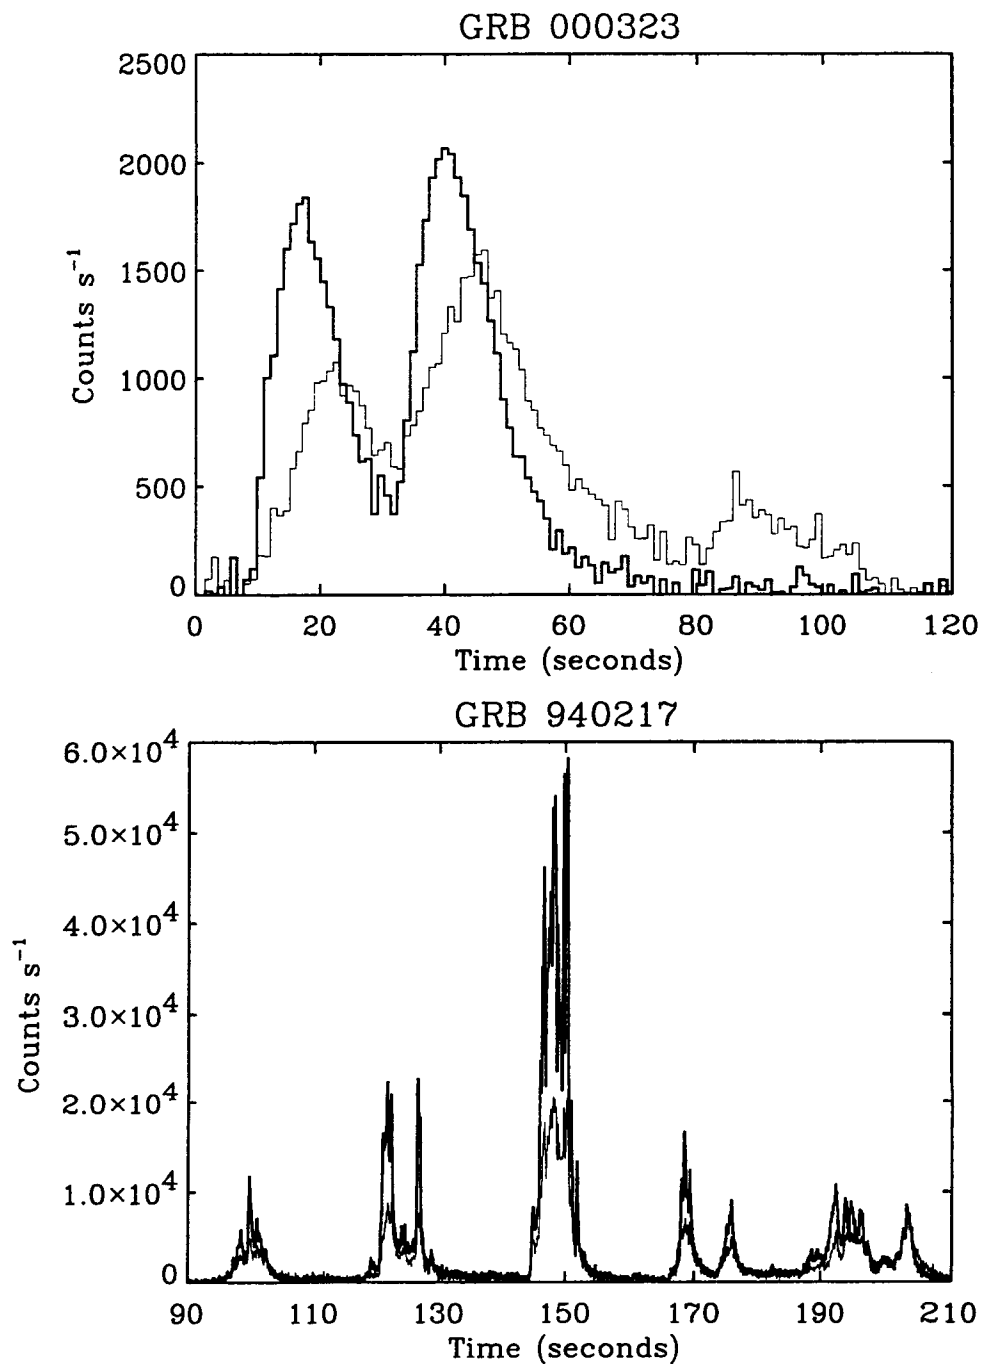 GRB 000323
2500
2000
1500
1000
500
0
Counts s⁻¹
0 20 40 60 80 100 120
Time (seconds)
GRB 940217
6.0×10⁴
5.0×10⁴
4.0×10⁴
3.0×10⁴
2.0×10⁴
1.0×10⁴
0
Counts s⁻¹
90 110 130 150 170 190 210
Time (seconds)